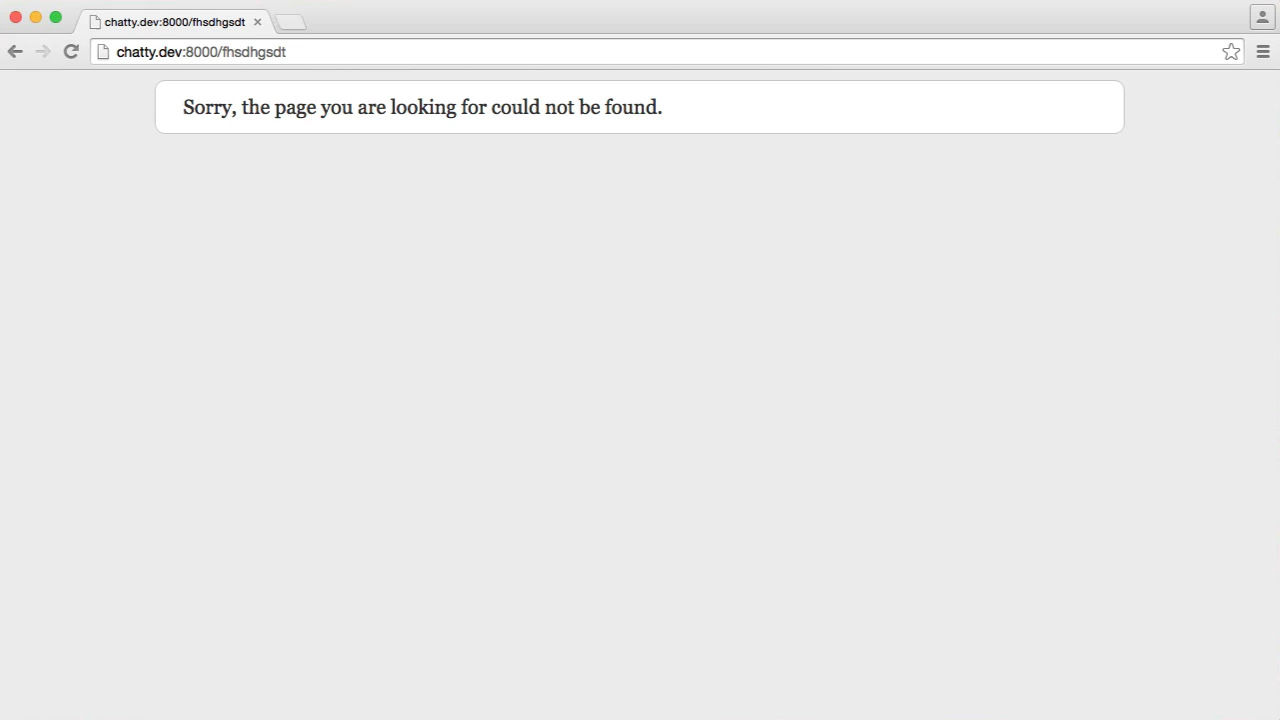 chatty.dev:8000/fhsdhgsdt
chatty.dev:8000/fhsdhgsdt
Sorry, the page you are looking for could not be found.